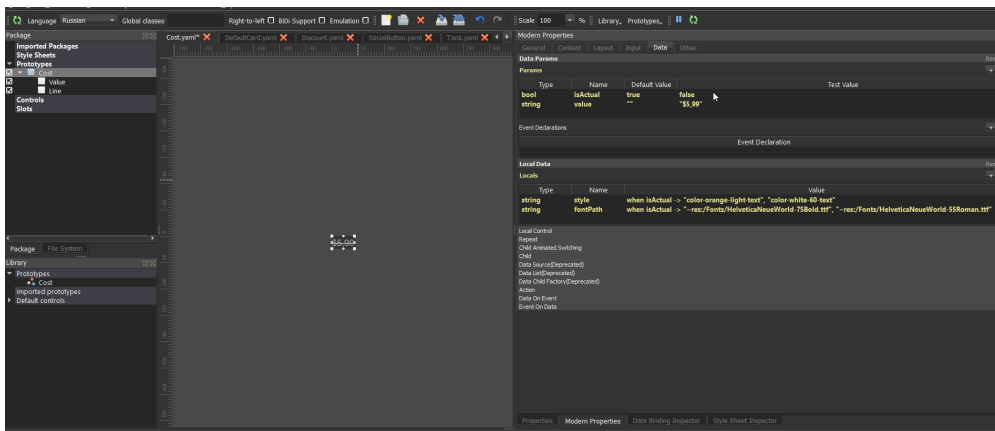 Language Russian Global classes Right-to-left BiDi Support Emulation Scale 100 % Library_ Prototypes_
Package
Imported Packages
Style Sheets
Prototypes
Cost
Value
Line
Controls
Slots
Package File System
Library
Prototypes
Cost
Imported prototypes
Default controls
Cost.yaml* DefaultCard.yaml Discount.yaml SocialButton.yaml Tank.yaml
$5,99
Modern Properties
General Content Layout Input Data Other
Data Params
Params
Type Name Default Value Test Value
bool isActual true false
string value "" "$5,99"
Event Declarations
Event Declaration
Local Data
Locals
Type Name Value
string style when isActual -> "color-orange-light-text", "color-white-60-text"
string fontPath when isActual -> "~res:/Fonts/HelveticaNeueWorld-75Bold.ttf", "~res:/Fonts/HelveticaNeueWorld-55Roman.ttf"
Local Control
Repeat
Child Animated Switching
Child
Data Source(Deprecated)
Data List(Deprecated)
Data Child Factory(Deprecated)
Action
Data On Event
Event On Data
Properties Modern Properties Data Binding Inspector Style Sheet Inspector